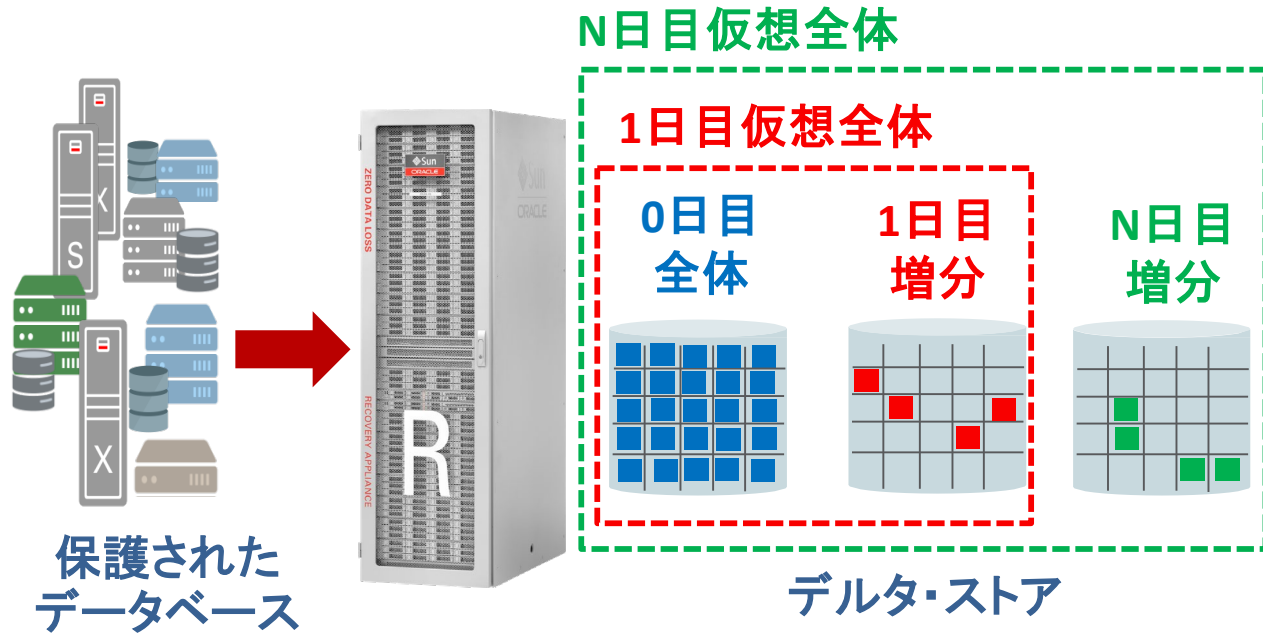 N日目仮想全体
1日目仮想全体
0日目
全体
1日目
増分
N日目
増分
X
S
X
Sun
ORACLE
Sun
ORACLE
ZERO DATA LOSS
RECOVERY APPLIANCE
R
保護された
データベース
デルタ・ストア